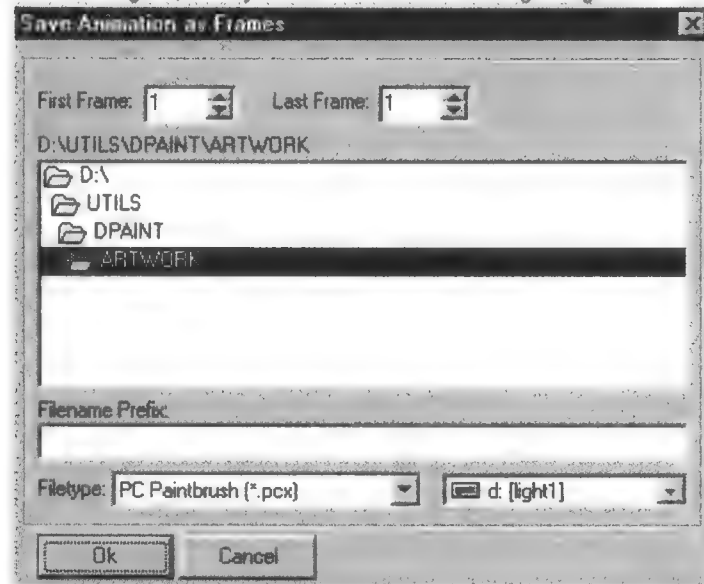 Save Animation as Frames
First Frame: 1 Last Frame: 1
D:\UTILS\DPAINT\ARTWORK
D:\
UTILS
DPAINT
ARTWORK
Filename Prefix:
Filetype: PC Paintbrush (*.pcx) d: [light1]
Ok Cancel